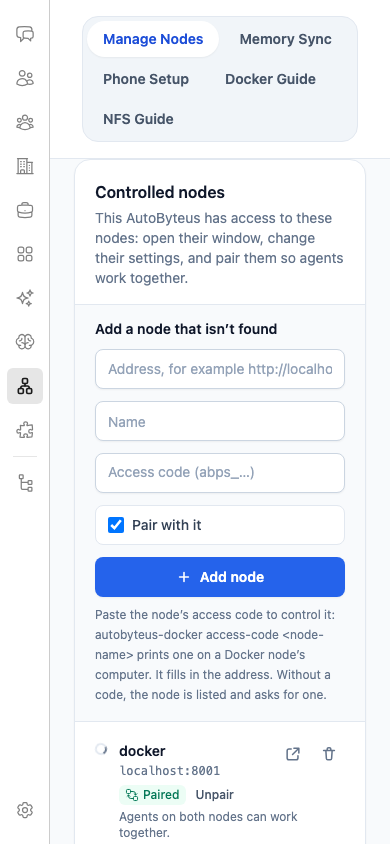 Manage Nodes
Memory Sync
Phone Setup
Docker Guide
NFS Guide
Controlled nodes
This AutoByteus has access to these
nodes: open their window, change
their settings, and pair them so agents
work together.
Add a node that isn't found
Address, for example http://localho
Name
Access code (abps_...)
Pair with it
+ Add node
Paste the node's access code to control it:
autobyteus-docker access-code <node-
name> prints one on a Docker node's
computer. It fills in the address. Without a
code, the node is listed and asks for one.
docker
localhost:8001
Paired
Unpair
Agents on both nodes can work
together.